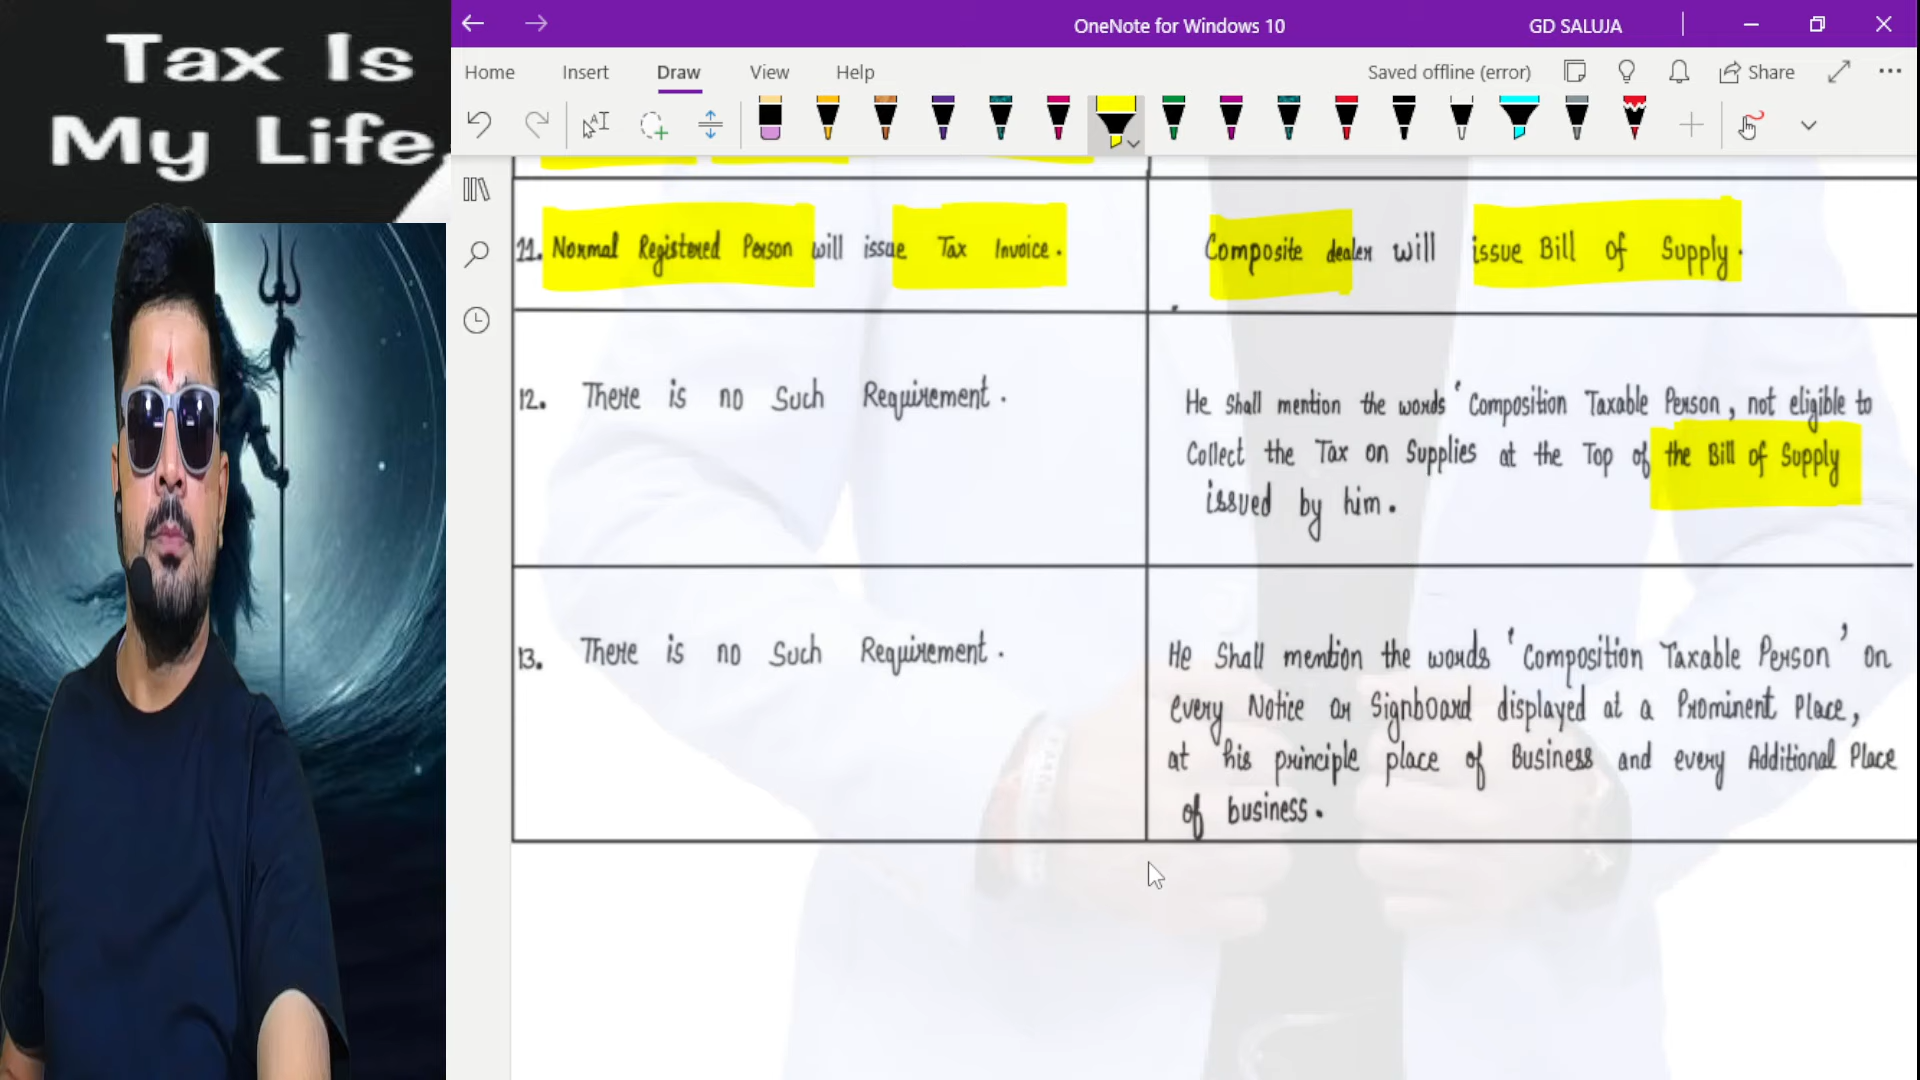 Tax Is
My Life.
OneNote for Windows 10
GD SALUJA
Home
Insert
Draw
View
Help
Saved offline (error)
Share
11. Normal Registered Person will issue Tax Invoice.
Composite dealer will issue Bill of Supply.
12. There is no Such Requirement.
He shall mention the words 'Composition Taxable Person, not eligible to
Collect the Tax on Supplies at the Top of the Bill of Supply
issued by him.
13. There is no Such Requirement.
He Shall mention the words 'Composition Taxable Person' on
every Notice or Signboard displayed at a Prominent Place,
at his principle place of Business and every Additional Place
of business.